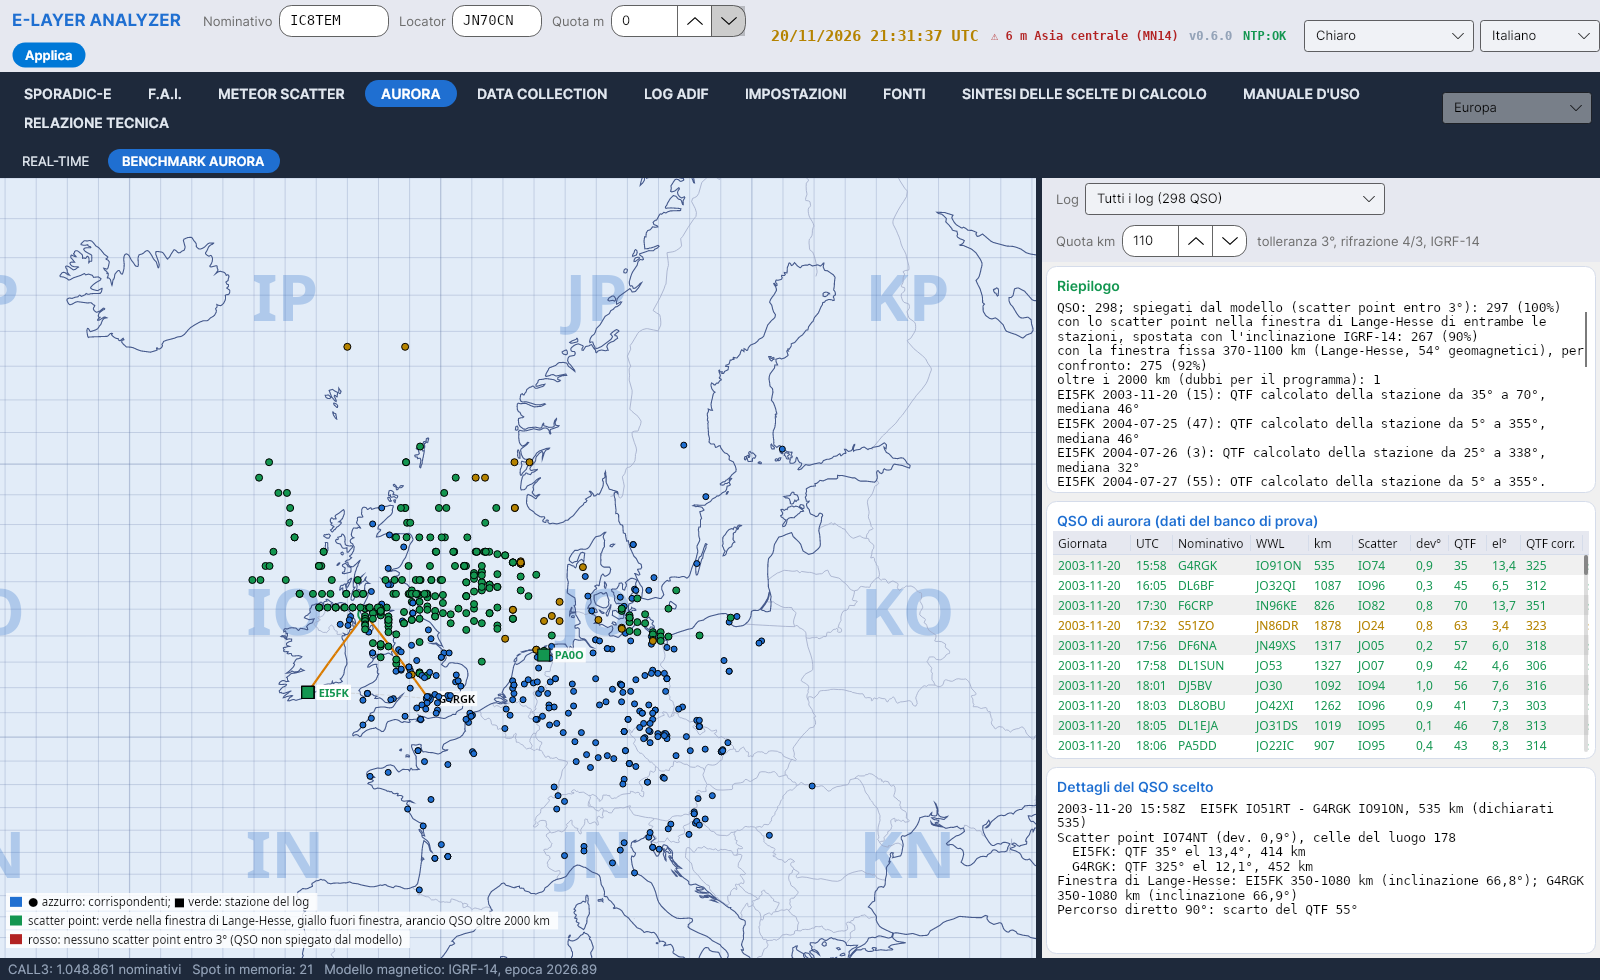 E-LAYER ANALYZER
Nominativo IC8TEM Locator JN70CN Quota m 0
20/11/2026 21:31:37 UTC ⚠ 6 m Asia centrale (MN14) v0.6.0 NTP:OK Chiaro Italiano
Applica
SPORADIC-E F.A.I. METEOR SCATTER AURORA DATA COLLECTION LOG ADIF IMPOSTAZIONI FONTI SINTESI DELLE SCELTE DI CALCOLO MANUALE D'USO
Europa
RELAZIONE TECNICA
REAL-TIME BENCHMARK AURORA
P IP JP KP
O IO JO KO
N IN JN KN
EI5FK
G4RGK
PA0O
● azzurro: corrispondenti; ■ verde: stazione del log
scatter point: verde nella finestra di Lange-Hesse, giallo fuori finestra, arancio QSO oltre 2000 km
rosso: nessuno scatter point entro 3° (QSO non spiegato dal modello)
Log Tutti i log (298 QSO)
Quota km 110 tolleranza 3°, rifrazione 4/3, IGRF-14
Riepilogo
QSO: 298; spiegati dal modello (scatter point entro 3°): 297 (100%)
con lo scatter point nella finestra di Lange-Hesse di entrambe le
stazioni, spostata con l'inclinazione IGRF-14: 267 (90%)
con la finestra fissa 370-1100 km (Lange-Hesse, 54° geomagnetici), per
confronto: 275 (92%)
oltre i 2000 km (dubbi per il programma): 1
EI5FK 2003-11-20 (15): QTF calcolato della stazione da 35° a 70°,
mediana 46°
EI5FK 2004-07-25 (47): QTF calcolato della stazione da 5° a 355°,
mediana 46°
EI5FK 2004-07-26 (3): QTF calcolato della stazione da 25° a 338°,
mediana 32°
EI5FK 2004-07-27 (55): QTF calcolato della stazione da 5° a 355°.
QSO di aurora (dati del banco di prova)
Giornata UTC Nominativo WWL km Scatter dev° QTF el° QTF corr.
2003-11-20 15:58 G4RGK IO91ON 535 IO74 0,9 35 13,4 325
2003-11-20 16:05 DL6BF JO32QI 1087 IO96 0,3 45 6,5 312
2003-11-20 17:30 F6CRP IN96KE 826 IO82 0,8 70 13,7 351
2003-11-20 17:32 S51ZO JN86DR 1878 JO24 0,8 63 3,4 323
2003-11-20 17:56 DF6NA JN49XS 1317 JO05 0,2 57 6,0 318
2003-11-20 17:58 DL1SUN JO53 1327 JO07 0,9 42 4,6 306
2003-11-20 18:01 DJ5BV JO30 1092 IO94 1,0 56 7,6 316
2003-11-20 18:03 DL8OBU JO42XI 1262 IO96 0,9 41 7,3 303
2003-11-20 18:05 DL1EJA JO31DS 1019 IO95 0,1 46 7,8 313
2003-11-20 18:06 PA5DD JO22IC 907 IO95 0,4 43 8,3 314
Dettagli del QSO scelto
2003-11-20 15:58Z EI5FK IO51RT - G4RGK IO91ON, 535 km (dichiarati
535)
Scatter point IO74NT (dev. 0,9°), celle del luogo 178
EI5FK: QTF 35° el 13,4°, 414 km
G4RGK: QTF 325° el 12,1°, 452 km
Finestra di Lange-Hesse: EI5FK 350-1080 km (inclinazione 66,8°); G4RGK
350-1080 km (inclinazione 66,9°)
Percorso diretto 90°: scarto del QTF 55°
CALL3: 1.048.861 nominativi Spot in memoria: 21 Modello magnetico: IGRF-14, epoca 2026.89